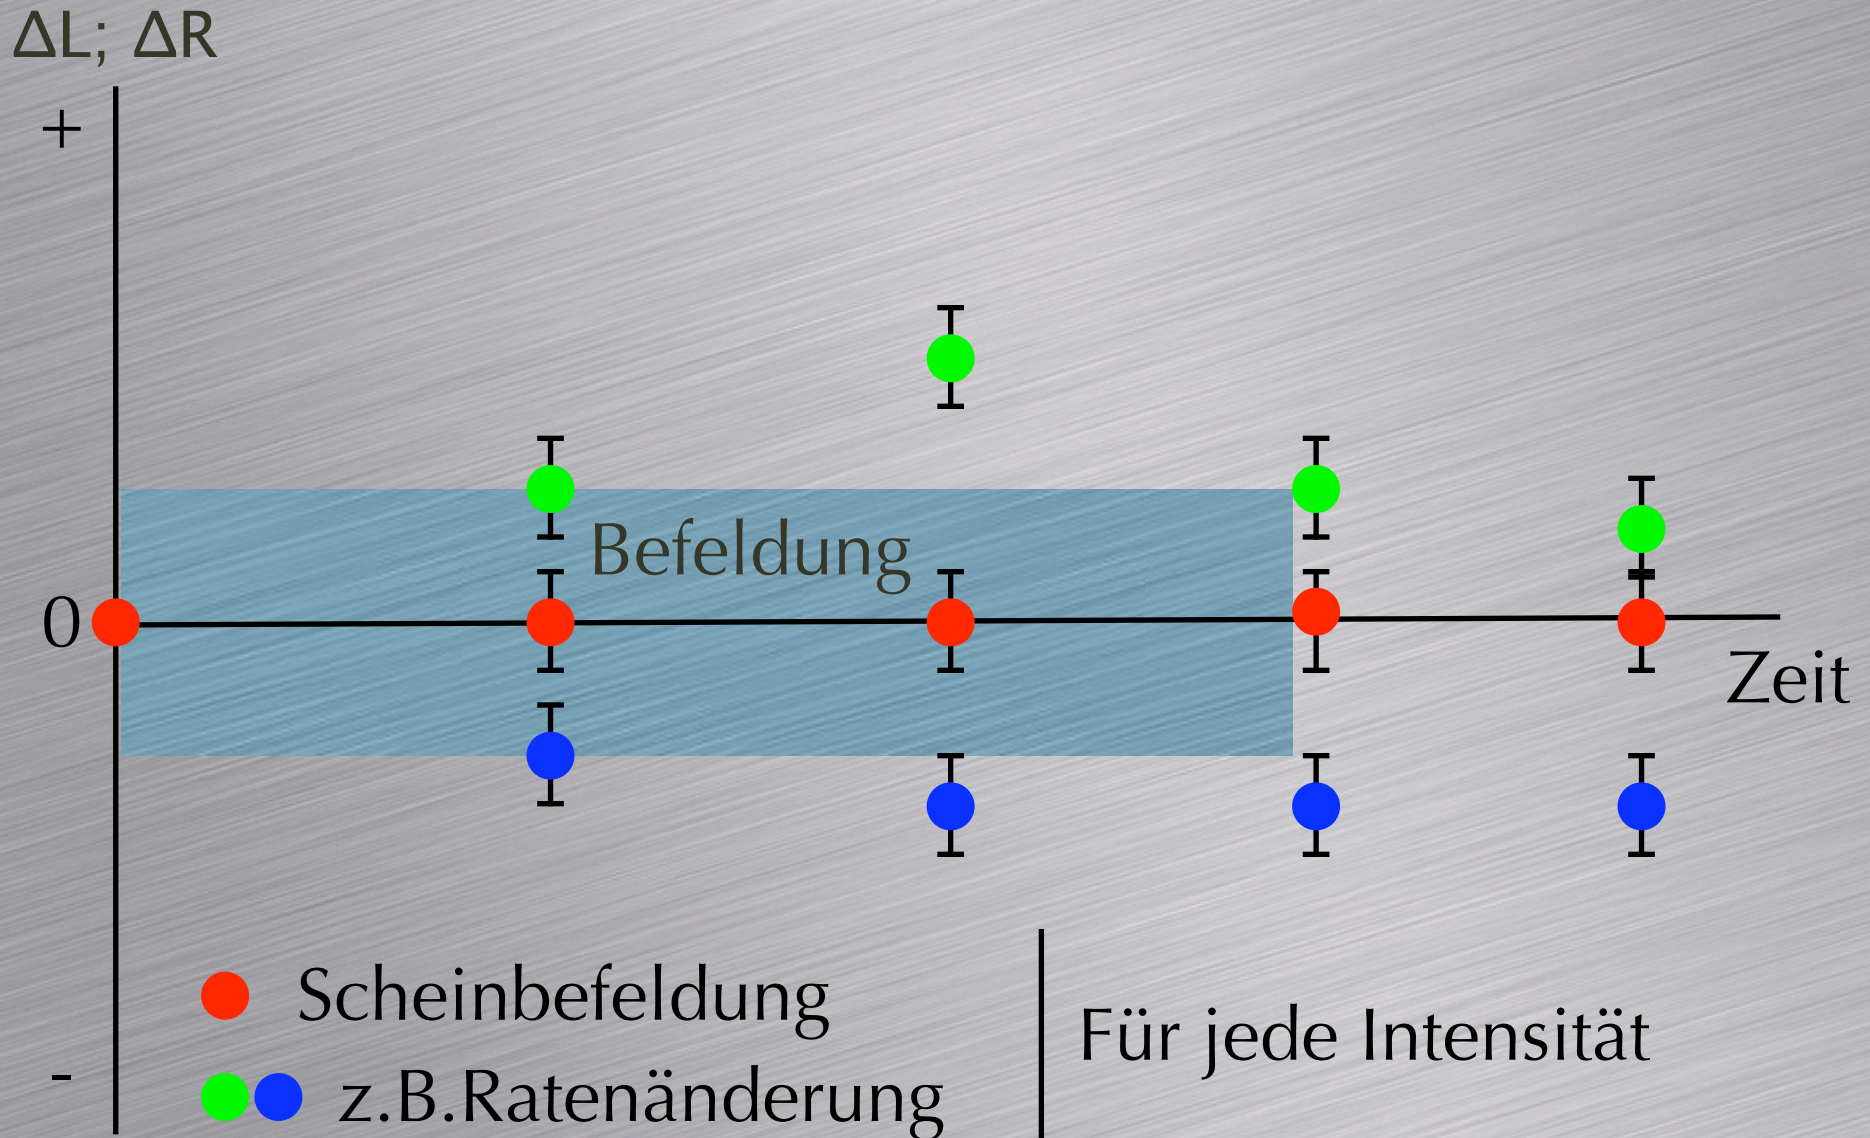 ΔL; ΔR
+
Befeldung
0
Zeit
Scheinbefeldung
Für jede Intensität
-
z.B.Ratenänderung